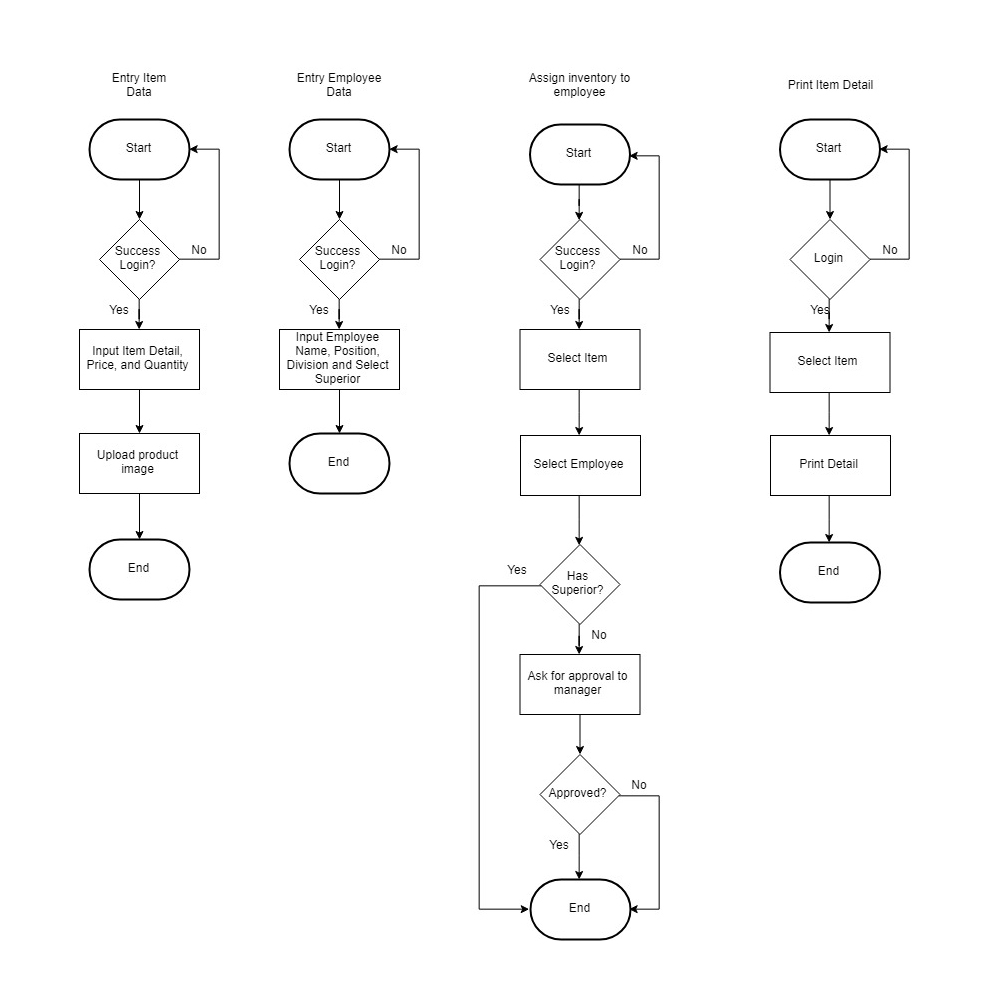 Entry Item
Data
Start
Success
Login?
No
Yes
Input Item Detail,
Price, and Quantity
Upload product
image
End
Entry Employee
Data
Start
Success
Login?
No
Yes
Input Employee
Name, Position,
Division and Select
Superior
End
Assign inventory to
employee
Start
Success
Login?
No
Yes
Select Item
Select Employee
Has
Superior?
Yes
No
Ask for approval to
manager
Approved?
No
Yes
End
Print Item Detail
Start
Login
No
Yes
Select Item
Print Detail
End